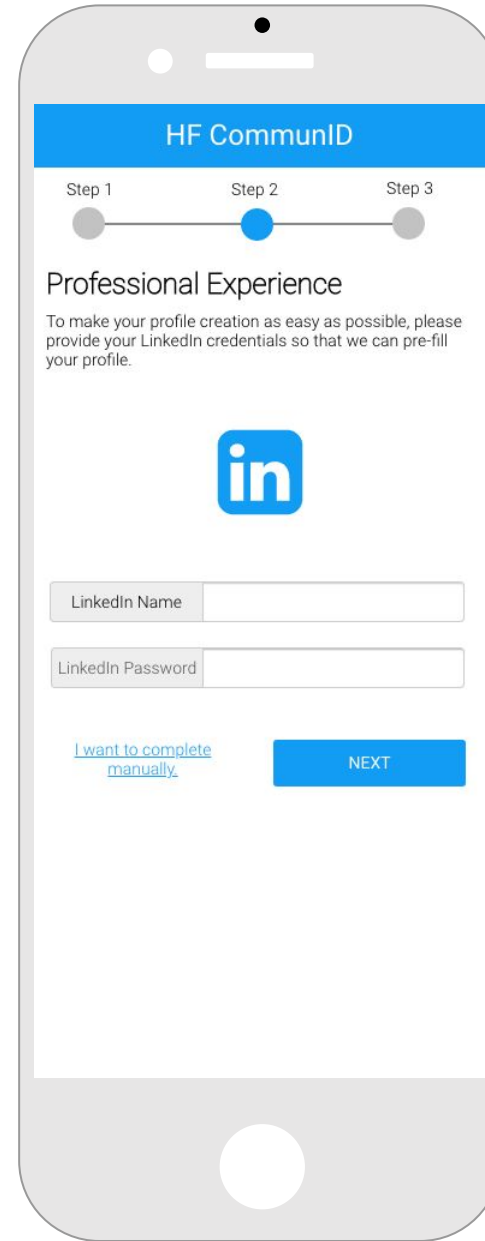 HF CommunID
Step 1 Step 2 Step 3
Professional Experience
To make your profile creation as easy as possible, please
provide your LinkedIn credentials so that we can pre-fill
your profile.
in
LinkedIn Name
LinkedIn Password
I want to complete
manually.
NEXT